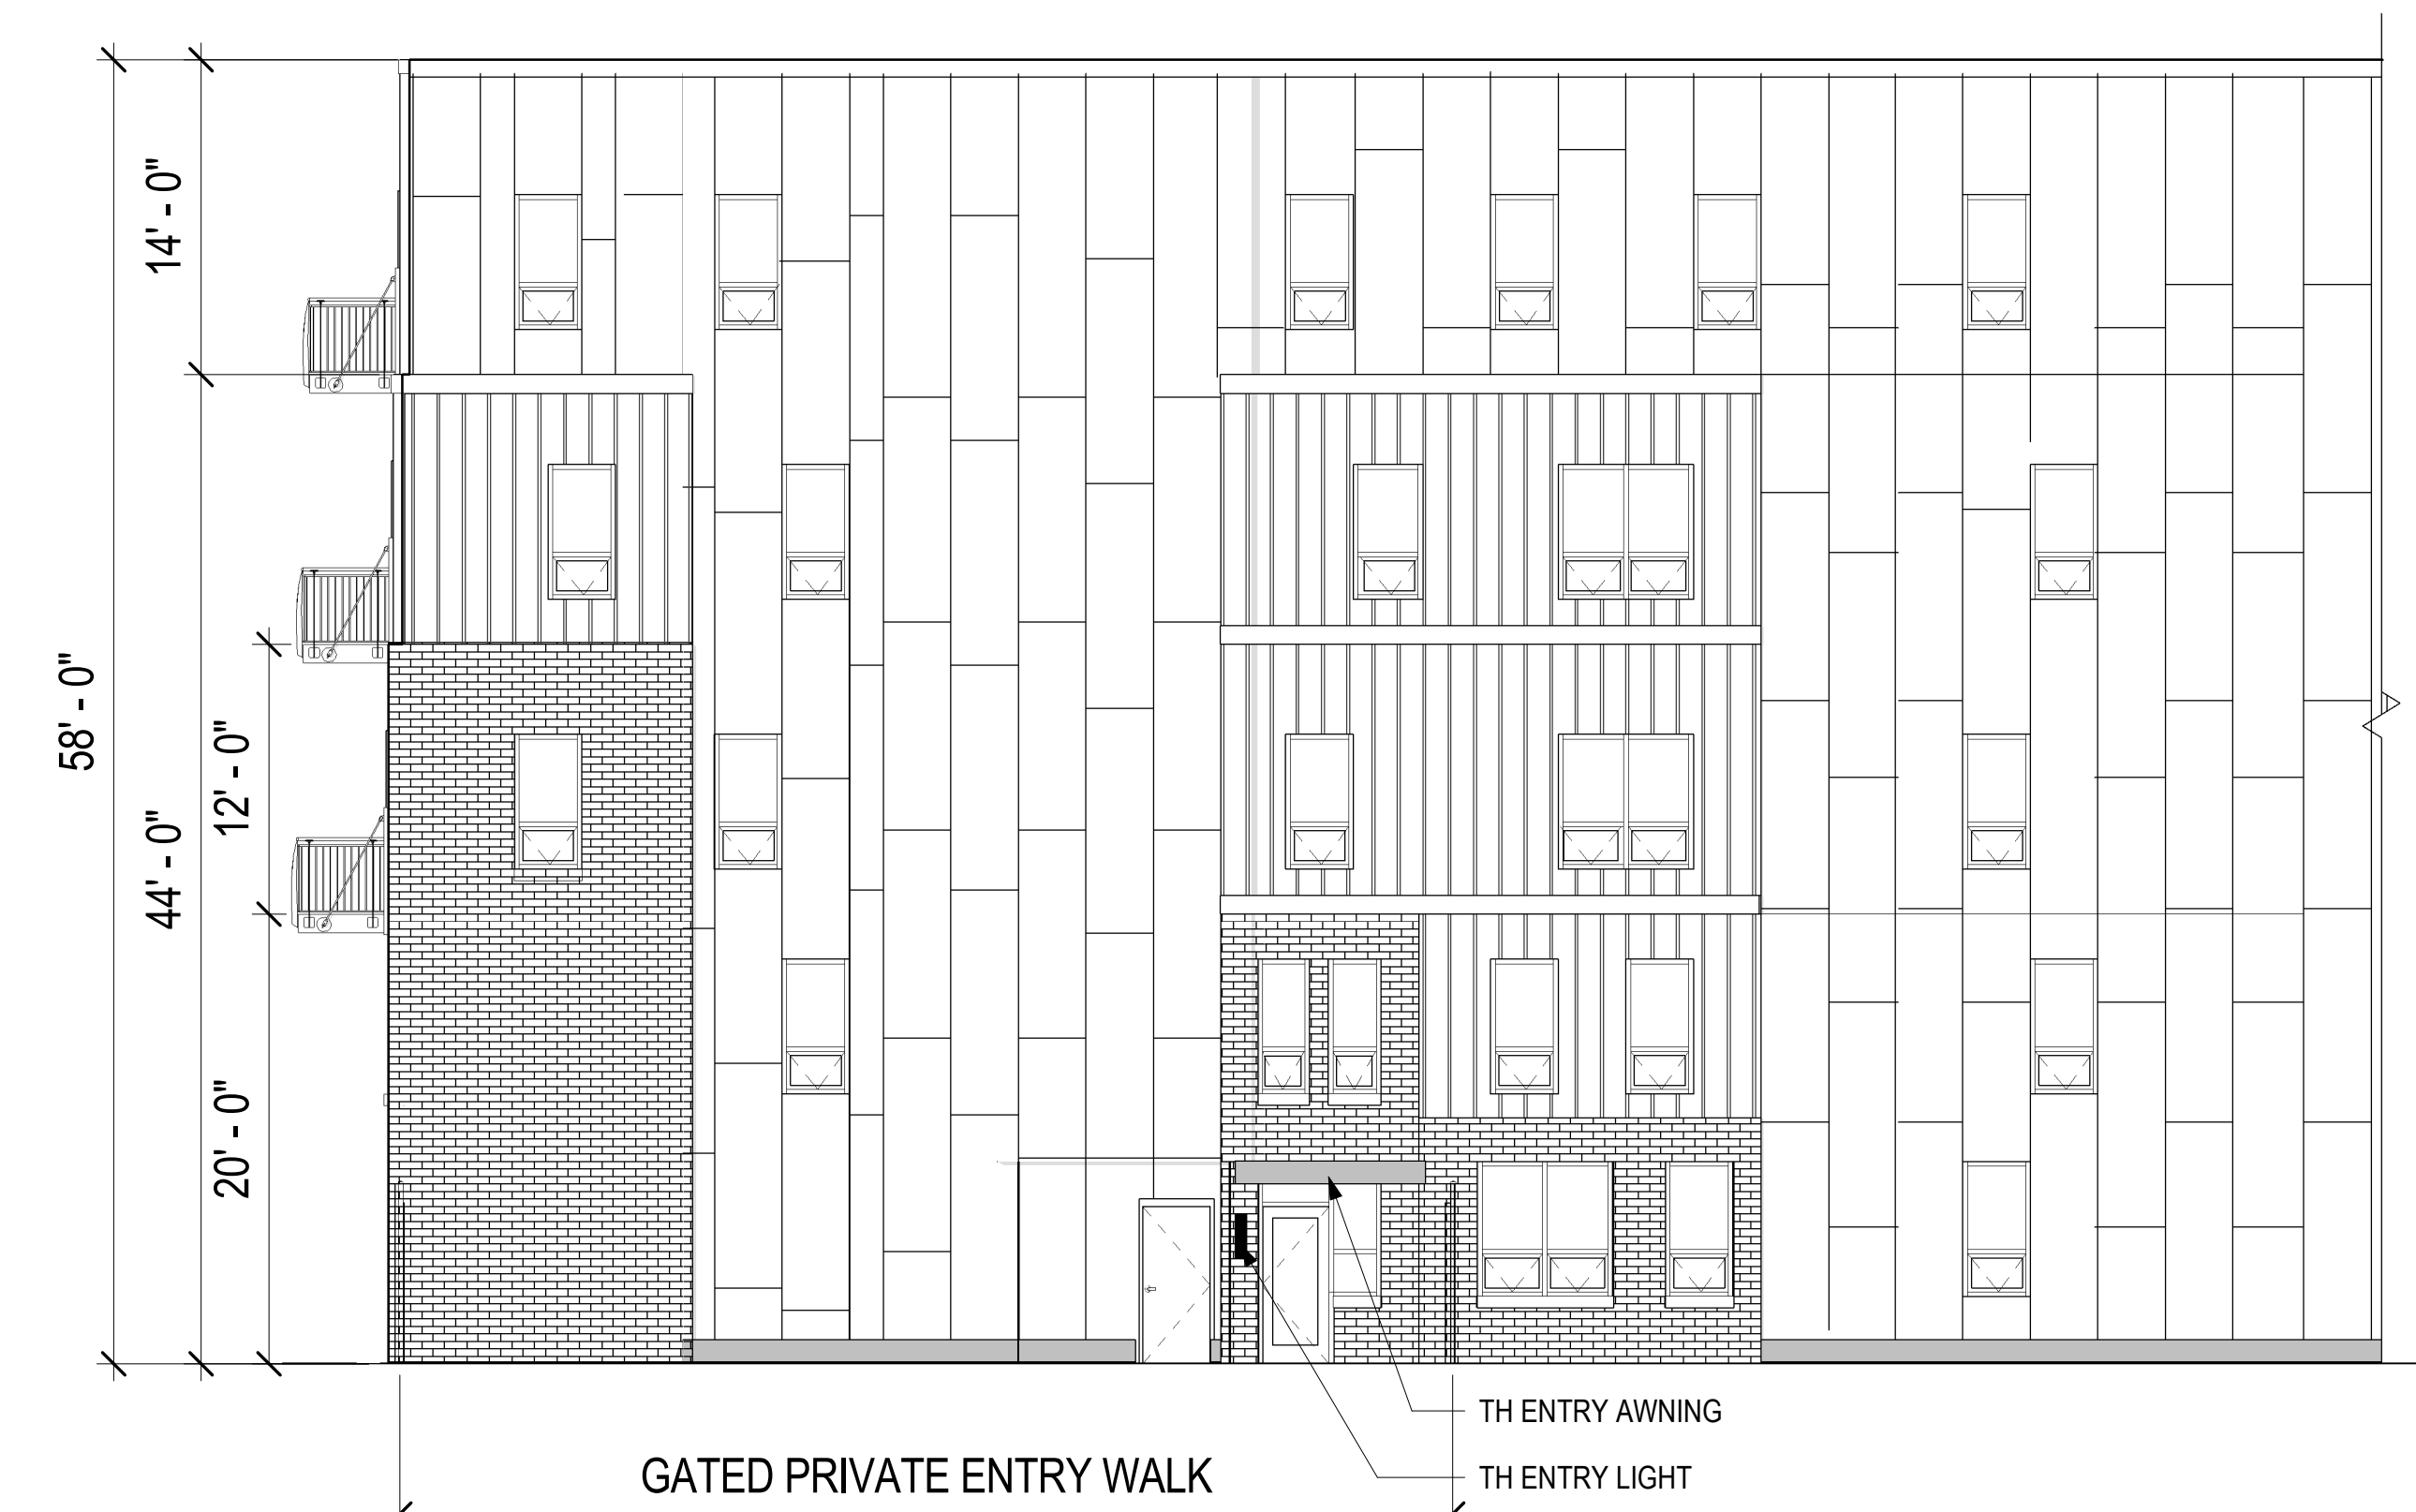 14' - 0"
58' - 0"
44' - 0"
12' - 0"
20' - 0"
TH ENTRY AWNING
GATED PRIVATE ENTRY WALK
TH ENTRY LIGHT